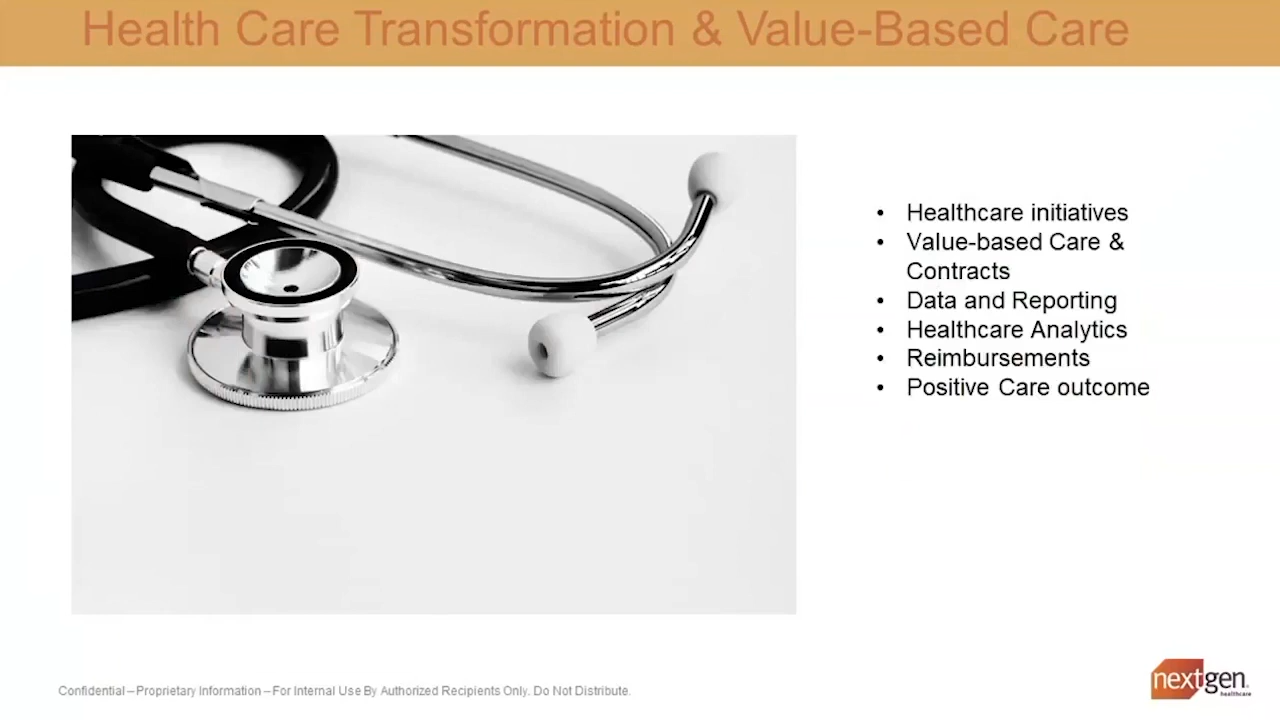 Health Care Transformation & Value-Based Care
• Healthcare initiatives
• Value-based Care &
Contracts
• Data and Reporting
• Healthcare Analytics
• Reimbursements
• Positive Care outcome
Confidential – Proprietary Information – For Internal Use By Authorized Recipients Only. Do Not Distribute.
nextgen
healthcare